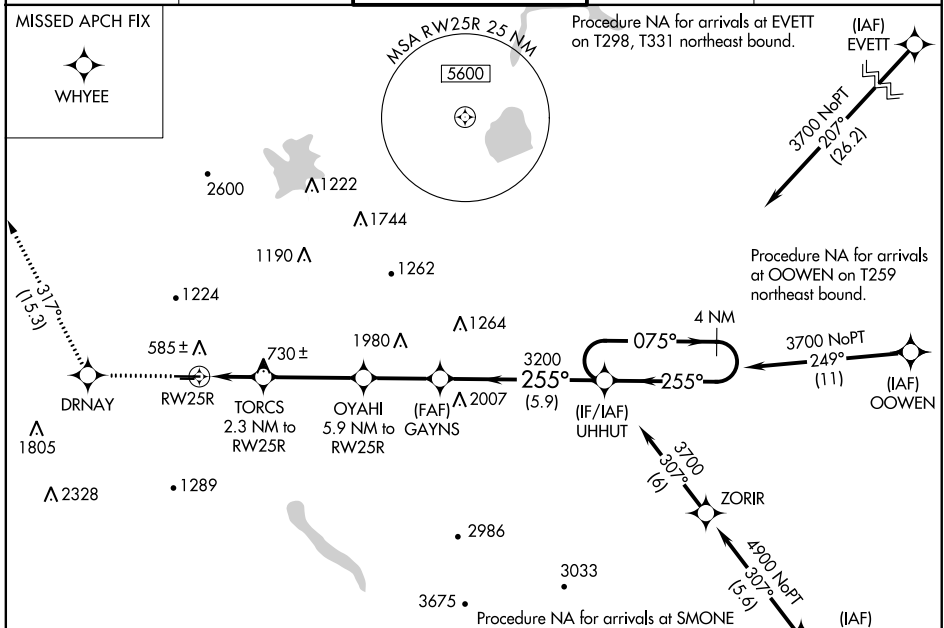 MISSED APCH FIX
WHYEE
MSA RW25R 25 NM
5600
Procedure NA for arrivals at EVETT
on T298, T331 northeast bound.
(IAF)
EVETT
3700 NoPT
207°
(26.2)
2600
1222
1744
1190
1262
1224
Procedure NA for arrivals
at OOWEN on T259
northeast bound.
317°
(15.3)
585±
730±
1980
1264
4 NM
075°
3700 NoPT
249°
(11)
3200
255°
(5.9)
255°
(IAF)
OOWEN
DRNAY
RW25R
TORCS
2.3 NM to
RW25R
OYAHI
5.9 NM to
RW25R
(FAF)
GAYNS
2007
(IF/IAF)
UHHUT
1805
2328
1289
3700
307°
(6)
ZORIR
2986
4900 NoPT
307°
(5.6)
3033
3675
Procedure NA for arrivals at SMONE
(IAF)